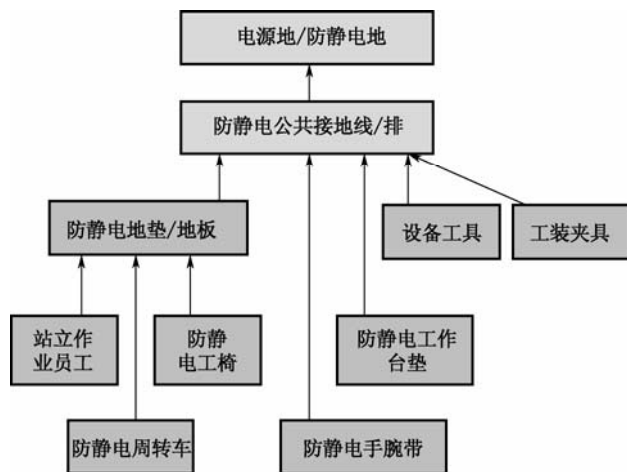 电源地/防静电地
防静电公共接地线/排
防静电地垫/地板
设备工具
工装夹具
站立作
业员工
防静
电工椅
防静电工作
台垫
防静电周转车
防静电手腕带